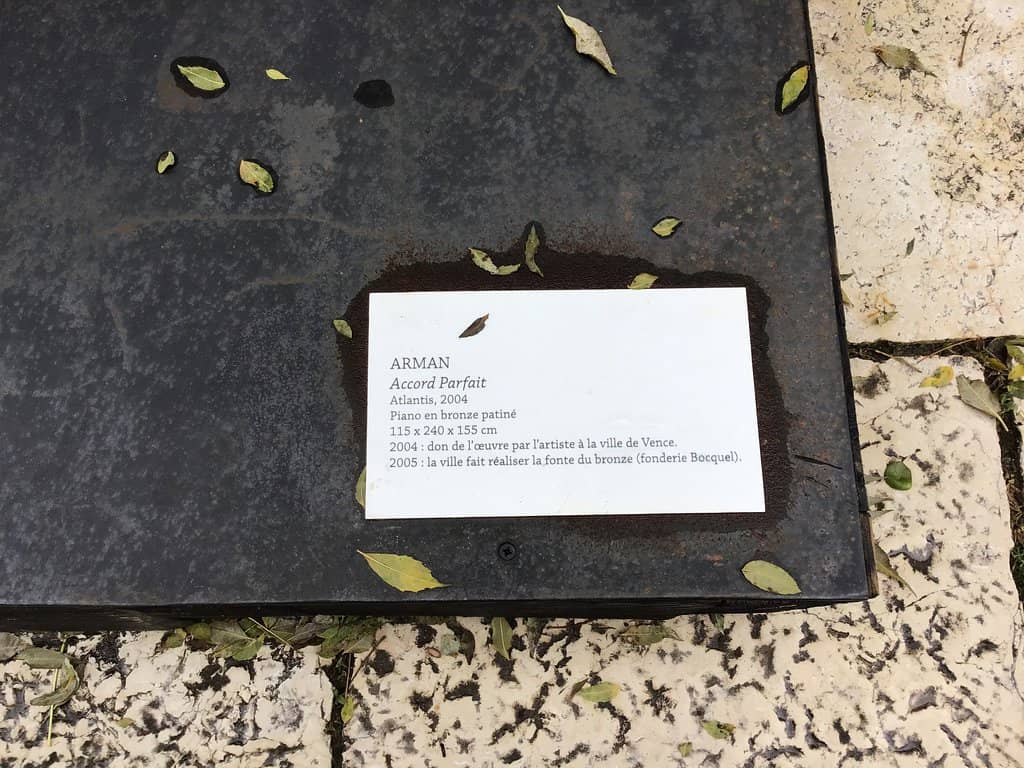 ARMAN
Accord Parfait
Atlantis, 2004
Piano en bronze patiné
115 x 240 x 155 cm
2004 : don de l'œuvre par l'artiste à la ville de Vence.
2005 : la ville fait réaliser la fonte du bronze (fonderie Bocquel).